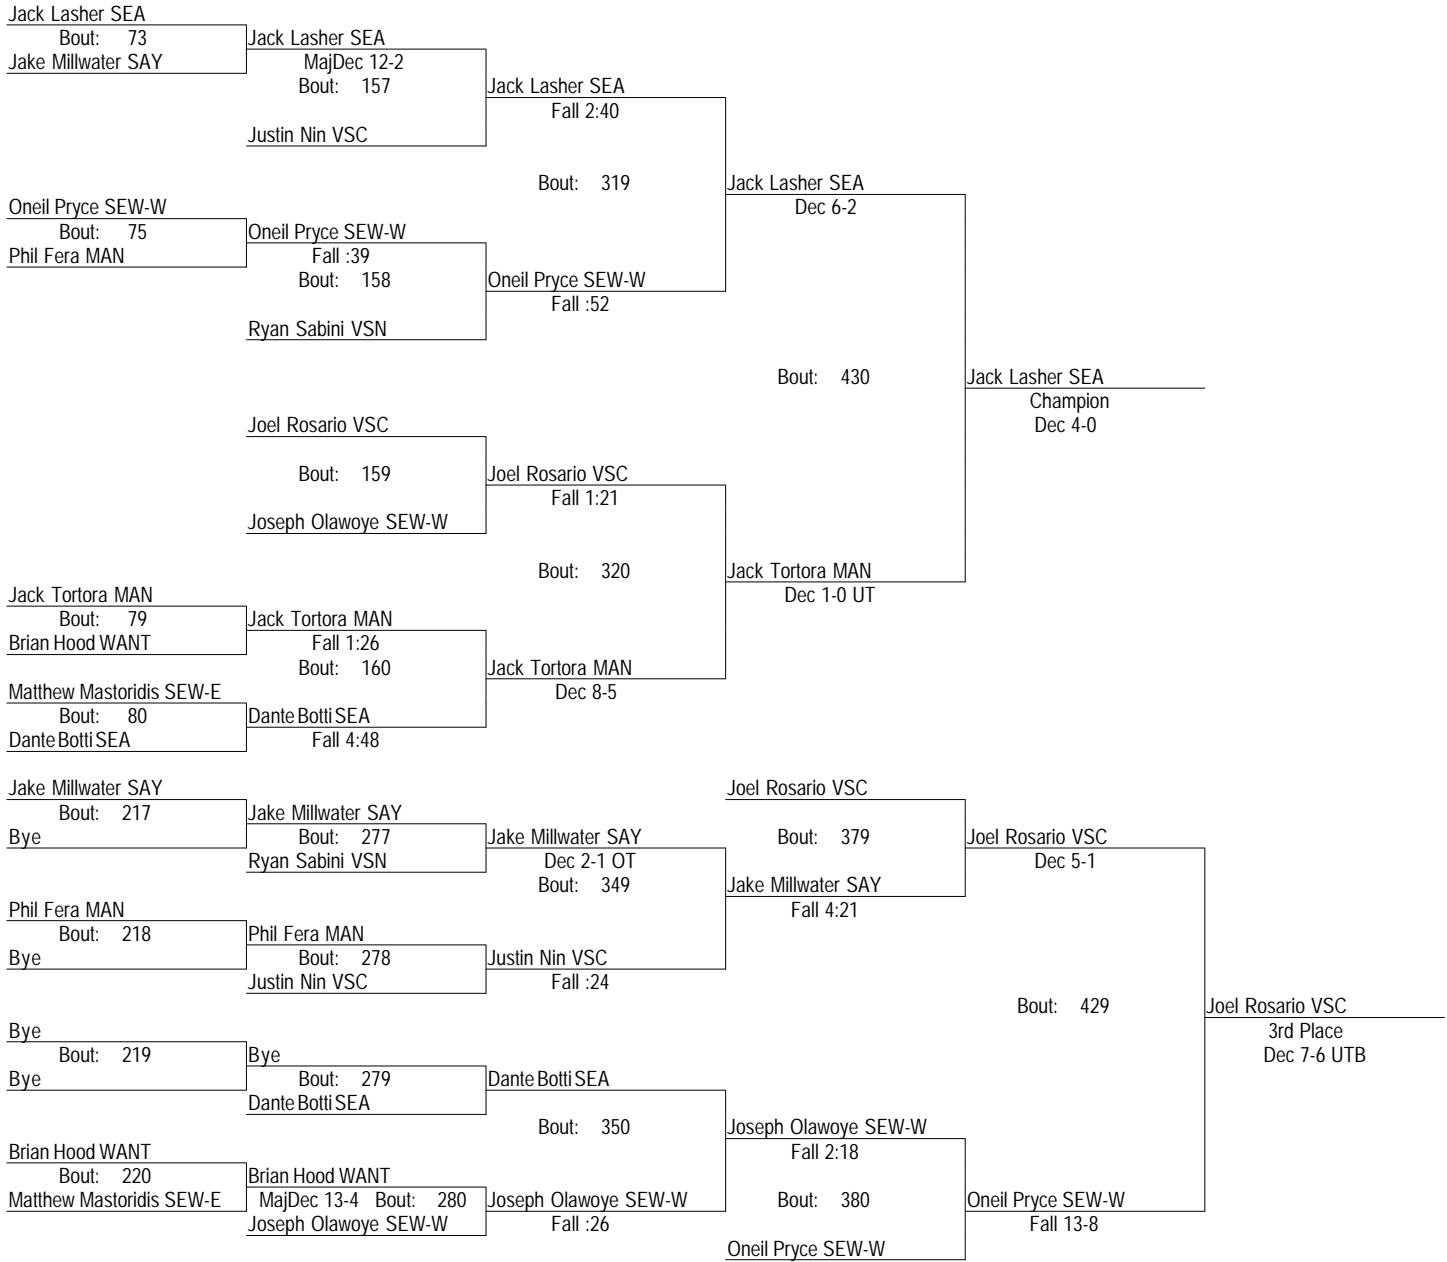 Jack Lasher SEA
Bout: 73
Jack Lasher SEA
Jake Millwater SAY
MajDec 12-2
Bout: 157
Jack Lasher SEA
Fall 2:40
Justin Nin VSC
Bout: 319
Jack Lasher SEA
Dec 6-2
Oneil Pryce SEW-W
Bout: 75
Oneil Pryce SEW-W
Phil Fera MAN
Fall :39
Bout: 158
Oneil Pryce SEW-W
Fall :52
Ryan Sabini VSN
Bout: 430
Jack Lasher SEA
Champion
Dec 4-0
Joel Rosario VSC
Bout: 159
Joel Rosario VSC
Fall 1:21
Joseph Olawoye SEW-W
Bout: 320
Jack Tortora MAN
Dec 1-0 UT
Jack Tortora MAN
Bout: 79
Jack Tortora MAN
Brian Hood WANT
Fall 1:26
Bout: 160
Jack Tortora MAN
Dec 8-5
Matthew Mastoridis SEW-E
Bout: 80
Dante Botti SEA
Dante Botti SEA
Fall 4:48
Jake Millwater SAY
Bout: 217
Jake Millwater SAY
Bye
Bout: 277
Jake Millwater SAY
Ryan Sabini VSN
Dec 2-1 OT
Bout: 349
Joel Rosario VSC
Bout: 379
Joel Rosario VSC
Dec 5-1
Jake Millwater SAY
Fall 4:21
Phil Fera MAN
Bout: 218
Phil Fera MAN
Bye
Bout: 278
Justin Nin VSC
Justin Nin VSC
Fall :24
Bout: 429
Joel Rosario VSC
3rd Place
Dec 7-6 UTB
Bye
Bout: 219
Bye
Bye
Bout: 279
Dante Botti SEA
Dante Botti SEA
Bout: 350
Joseph Olawoye SEW-W
Fall 2:18
Brian Hood WANT
Bout: 220
Brian Hood WANT
Matthew Mastoridis SEW-E
MajDec 13-4 Bout: 280
Joseph Olawoye SEW-W
Joseph Olawoye SEW-W
Fall :26
Bout: 380
Oneil Pryce SEW-W
Fall 13-8
Oneil Pryce SEW-W